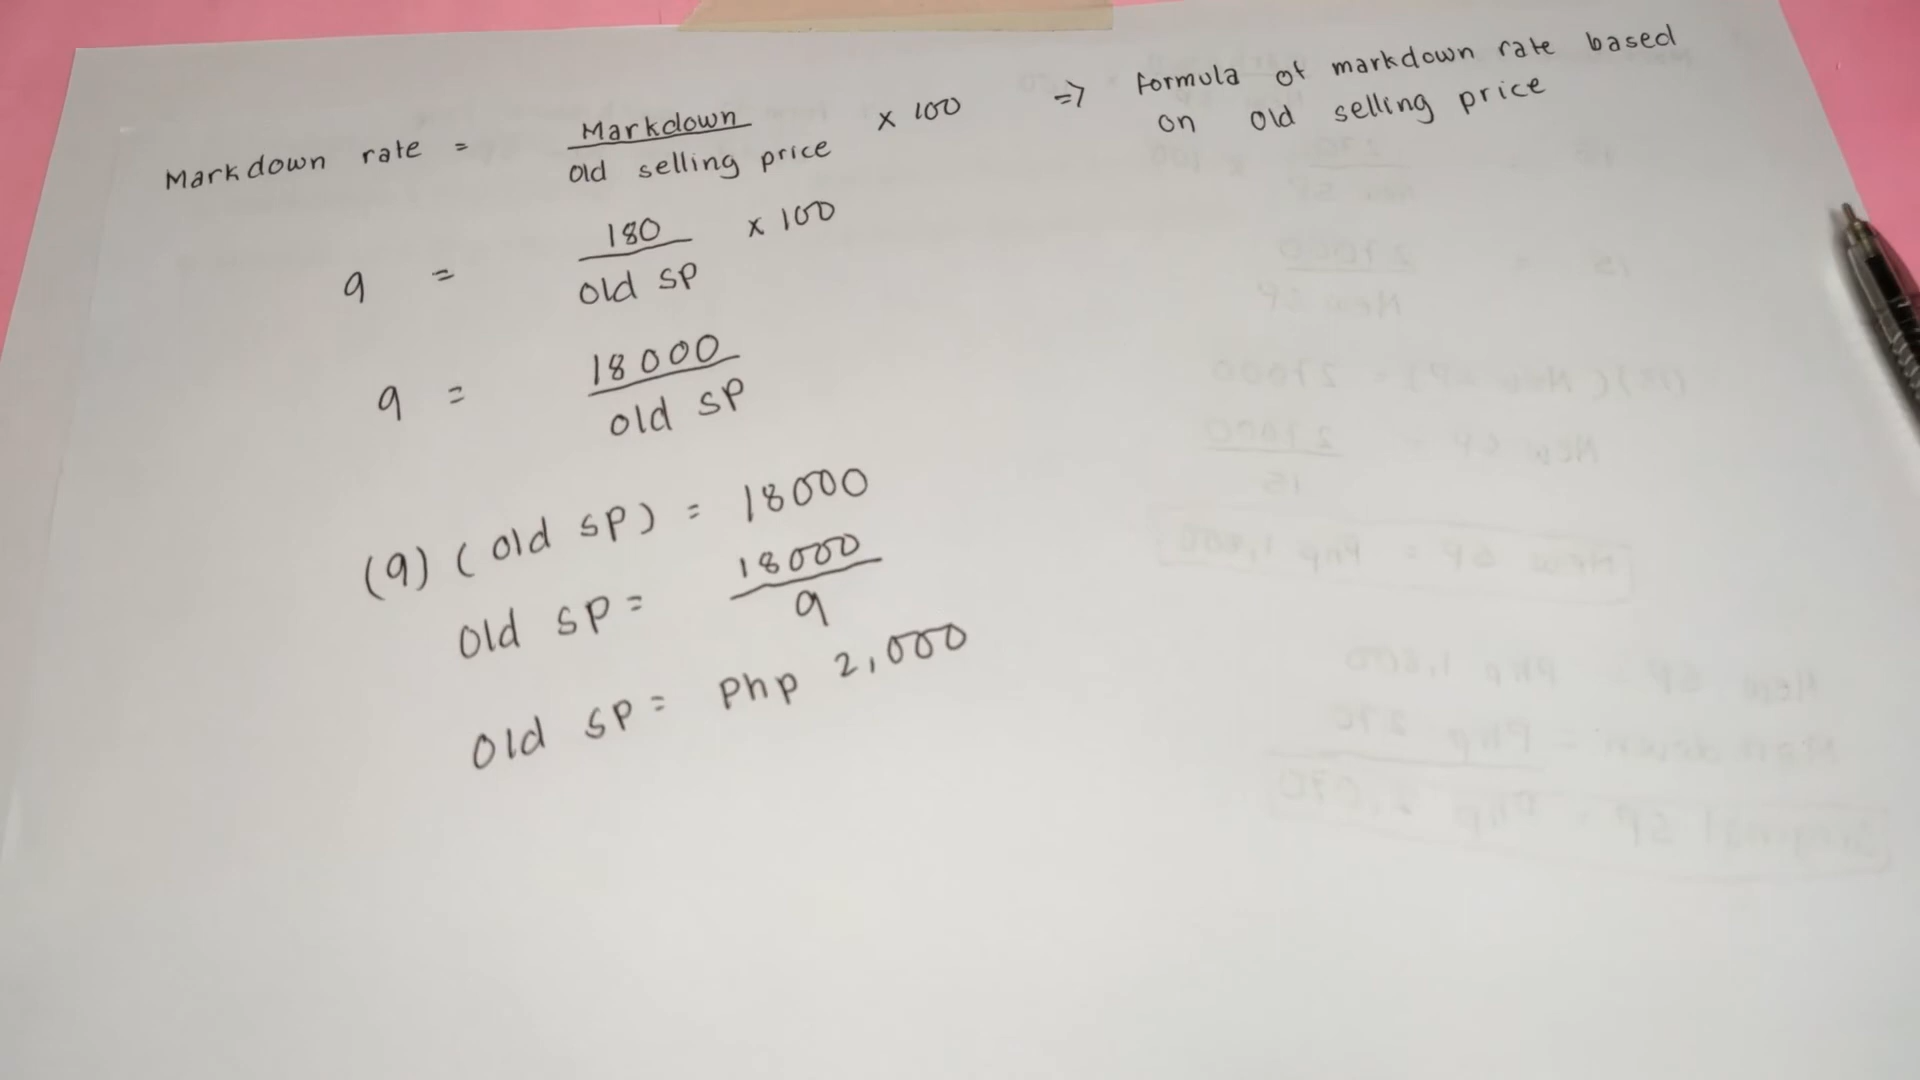 Markdown rate = Markdown / Old selling price x 100 => formula of markdown rate based on old selling price
9 = 180 / Old SP x 100
9 = 18000 / Old SP
(9) (Old SP) = 18000
Old SP = 18000 / 9
Old SP = Php 2,000